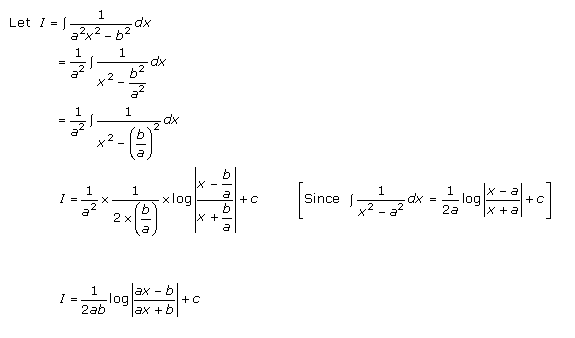 Let I = ∫ 1/(a²x² − b²) dx
= 1/a² ∫ 1/(x² − b²/a²) dx
= 1/a² ∫ 1/(x² − (b/a)²) dx
I = 1/a² × 1/(2 × (b/a)) × log |(x − b/a)/(x + b/a)| + c [Since ∫ 1/(x² − a²) dx = 1/2a log |(x − a)/(x + a)| + c]
I = 1/2ab log |(ax − b)/(ax + b)| + c